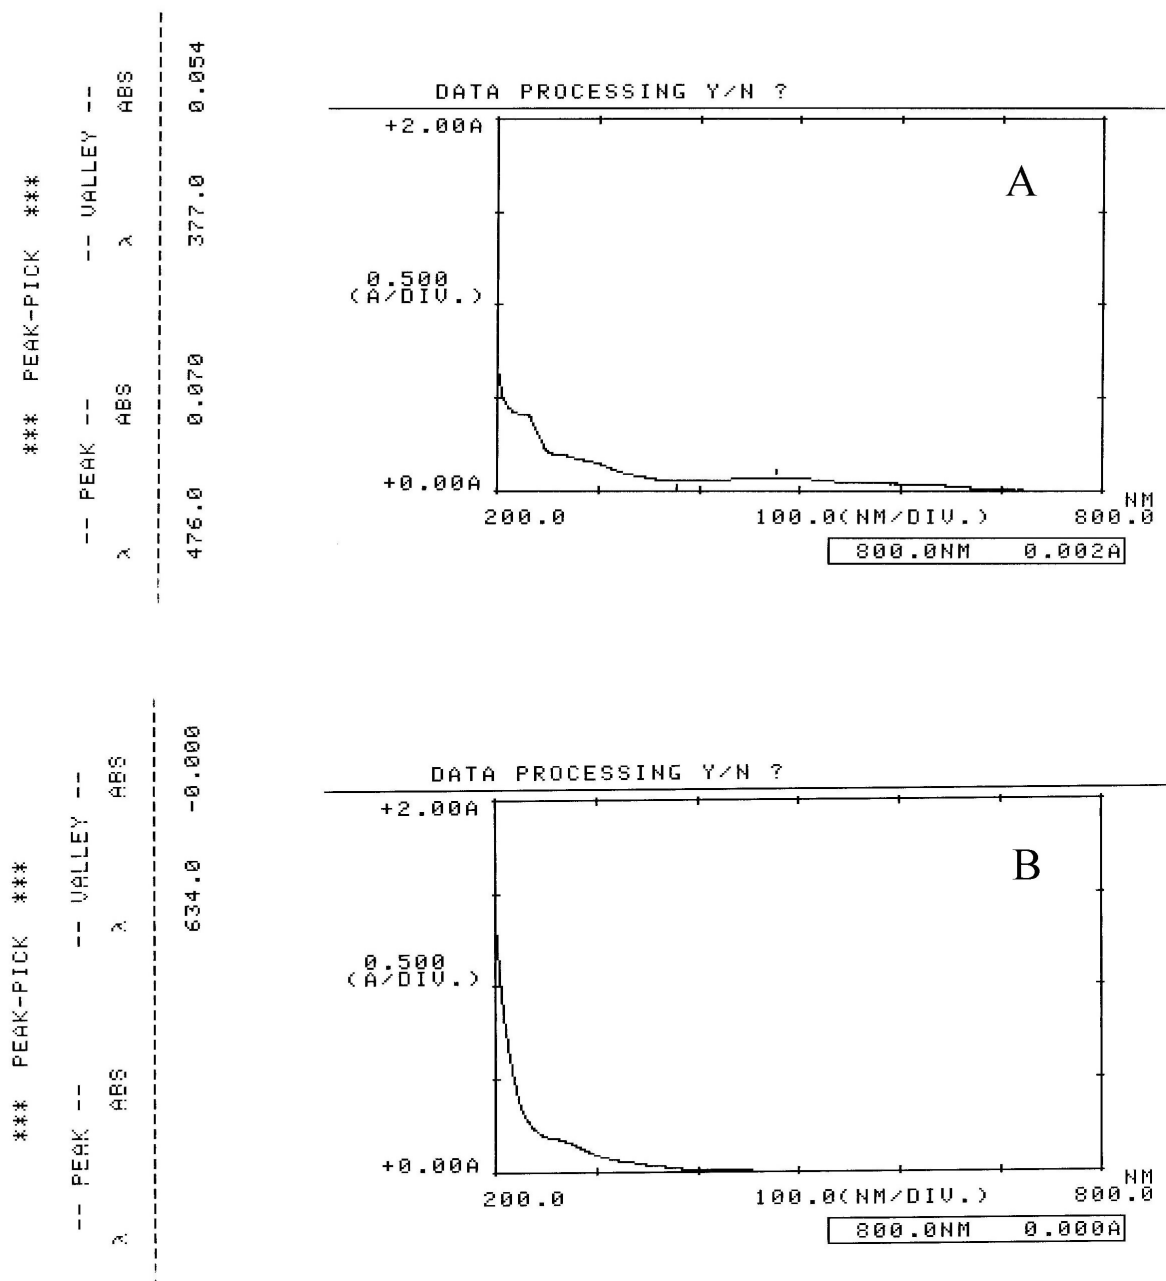 *** PEAK-PICK ***
-- PEAK -- -- VALLEY --
λ ABS λ ABS
476.0 0.070 377.0 0.054
DATA PROCESSING Y/N ?
+2.00A
A
0.500
(A/DIV.)
+0.00A
NM
200.0 100.0(NM/DIV.) 800.0
800.0NM 0.002A
*** PEAK-PICK ***
-- PEAK -- -- VALLEY --
λ ABS λ ABS
634.0 -0.000
DATA PROCESSING Y/N ?
+2.00A
B
0.500
(A/DIV.)
+0.00A
NM
200.0 100.0(NM/DIV.) 800.0
800.0NM 0.000A